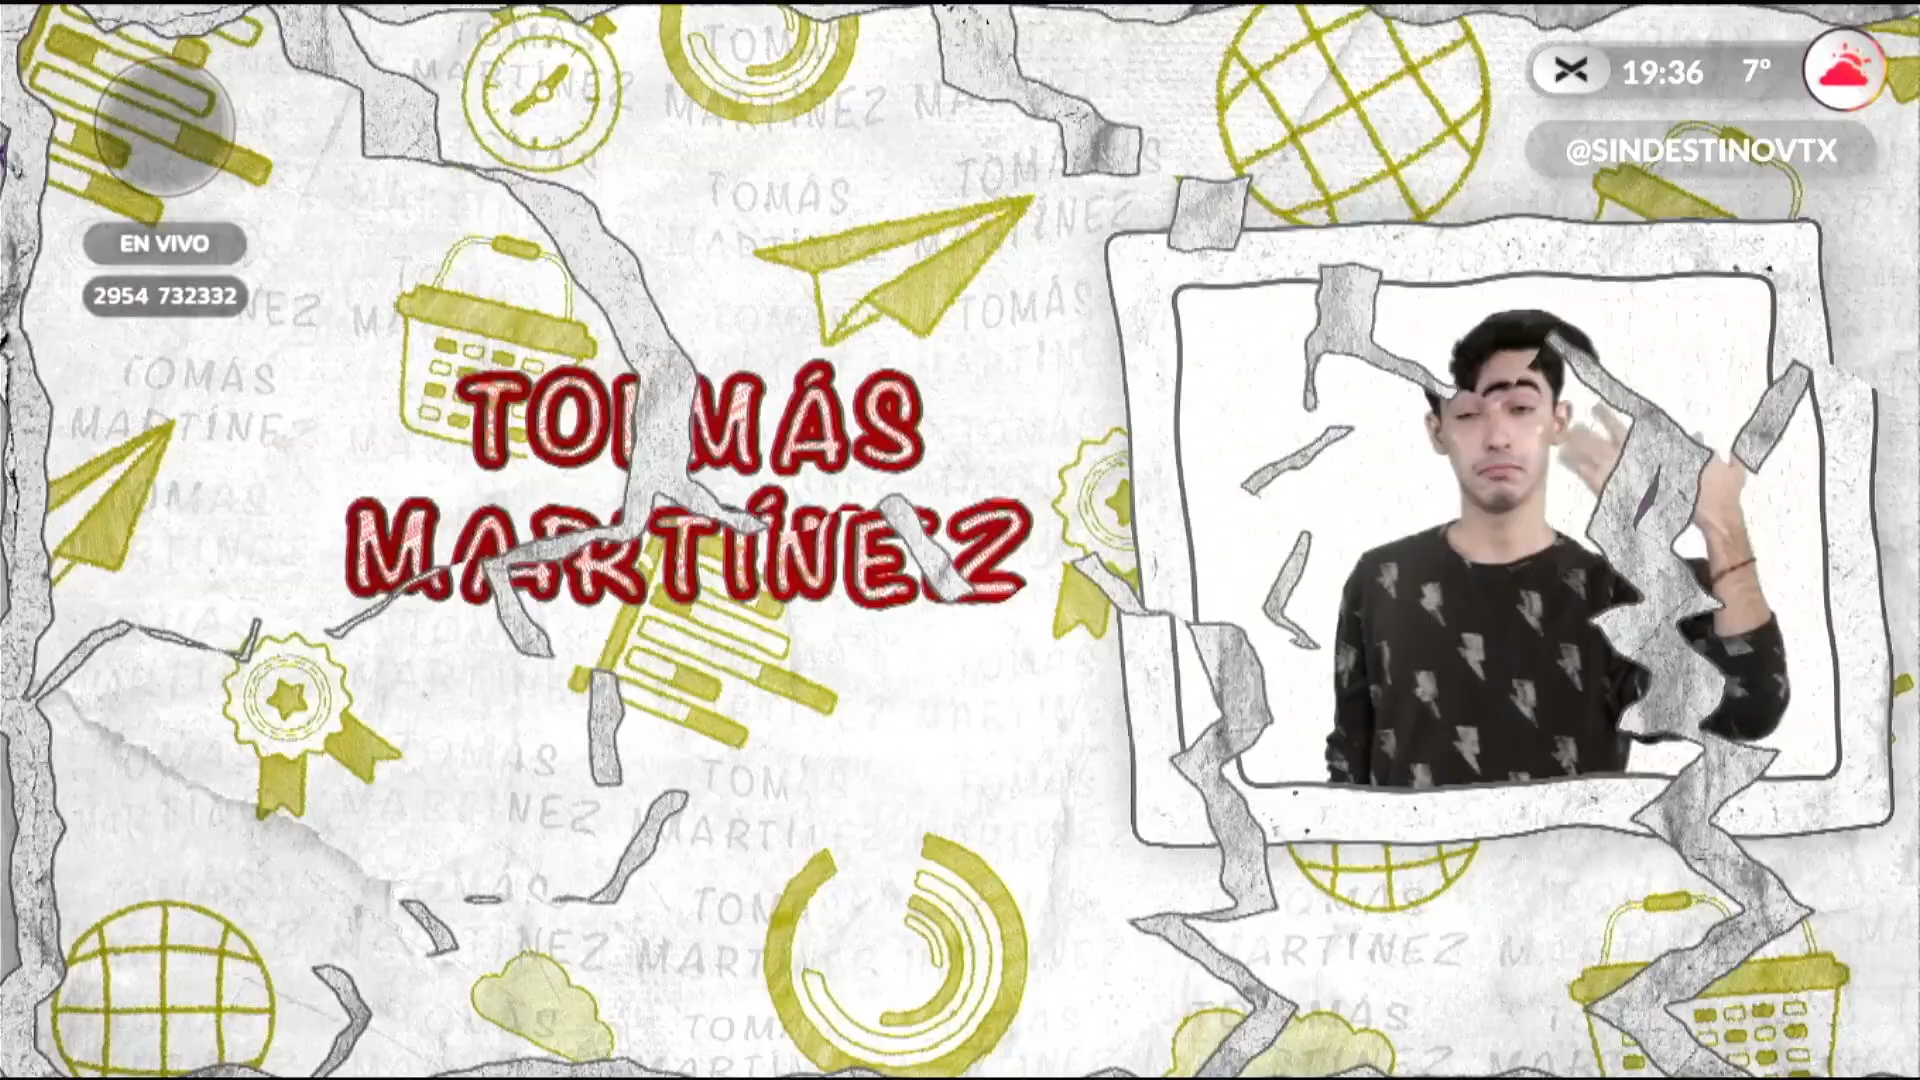 19:36 7°
@SINDESTINOVTX
EN VIVO
2954 732332
TOMÁS
MARTÍNEZ